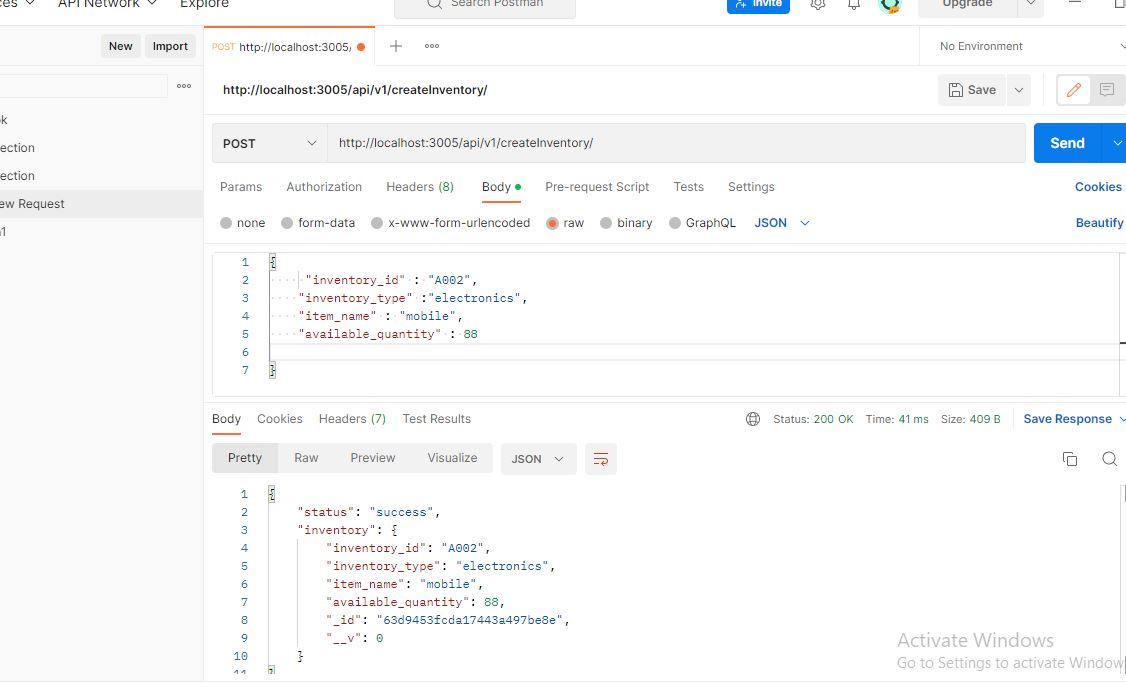 API Network
Explore
Search Postman
Invite
Upgrade
New
Import
POST http://localhost:3005/
No Environment
http://localhost:3005/api/v1/createInventory/
Save
ection
ection
ew Request
POST
http://localhost:3005/api/v1/createInventory/
Send
Params Authorization Headers (8) Body Pre-request Script Tests Settings Cookies
none form-data x-www-form-urlencoded raw binary GraphQL JSON Beautify
1 {
2 "inventory_id" : "A002",
3 "inventory_type" :"electronics",
4 "item_name" : "mobile",
5 "available_quantity" : 88
6
7 }
Body Cookies Headers (7) Test Results Status: 200 OK Time: 41 ms Size: 409 B Save Response
Pretty Raw Preview Visualize JSON
1 {
2 "status": "success",
3 "inventory": {
4 "inventory_id": "A002",
5 "inventory_type": "electronics",
6 "item_name": "mobile",
7 "available_quantity": 88,
8 "_id": "63d9453fcda17443a497be8e",
9 "__v": 0
10 }
11 }
Activate Windows
Go to Settings to activate Window